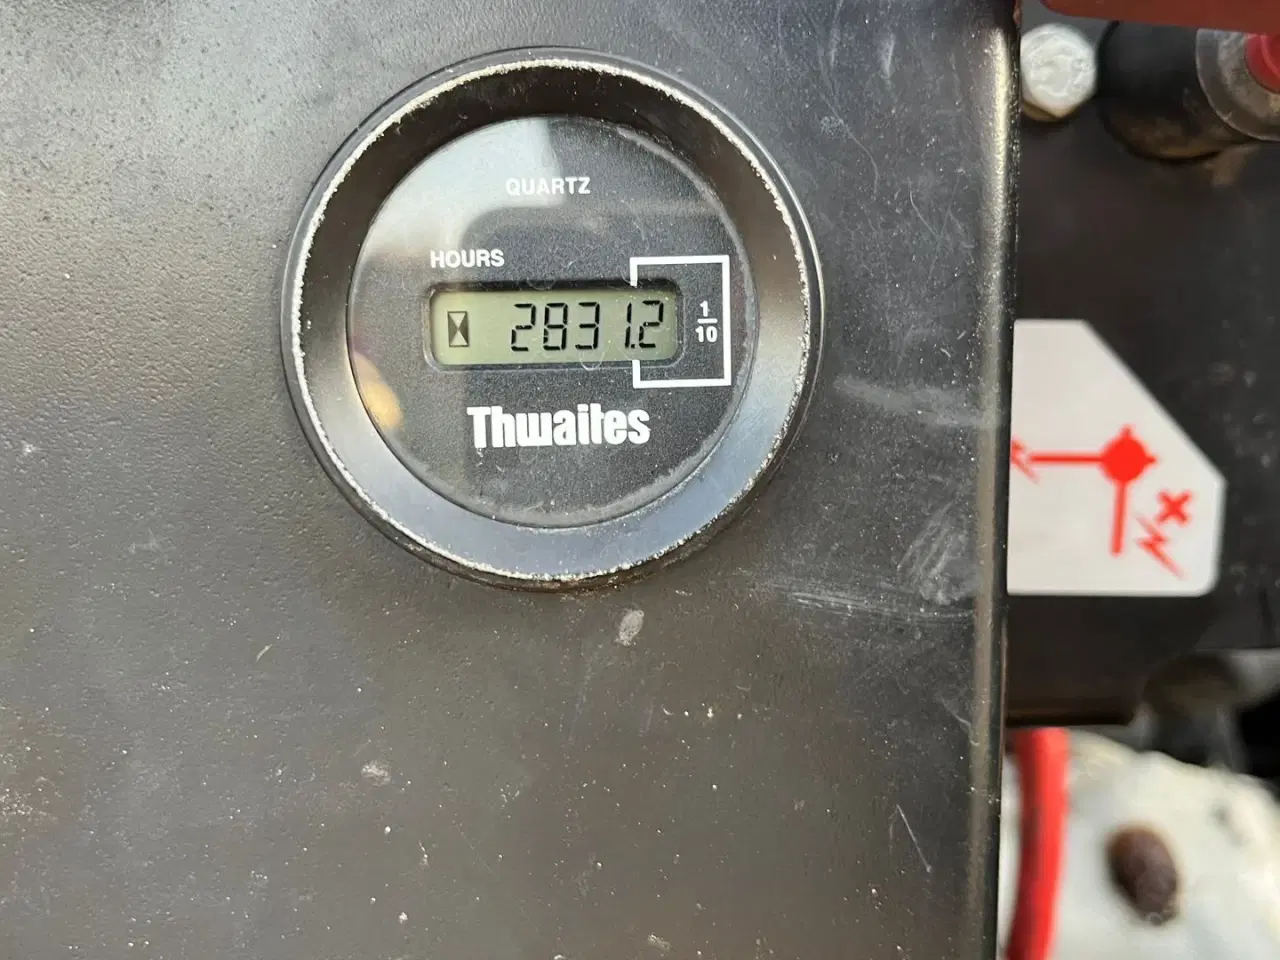 QUARTZ
HOURS
2831.2
1/10
Thwaites